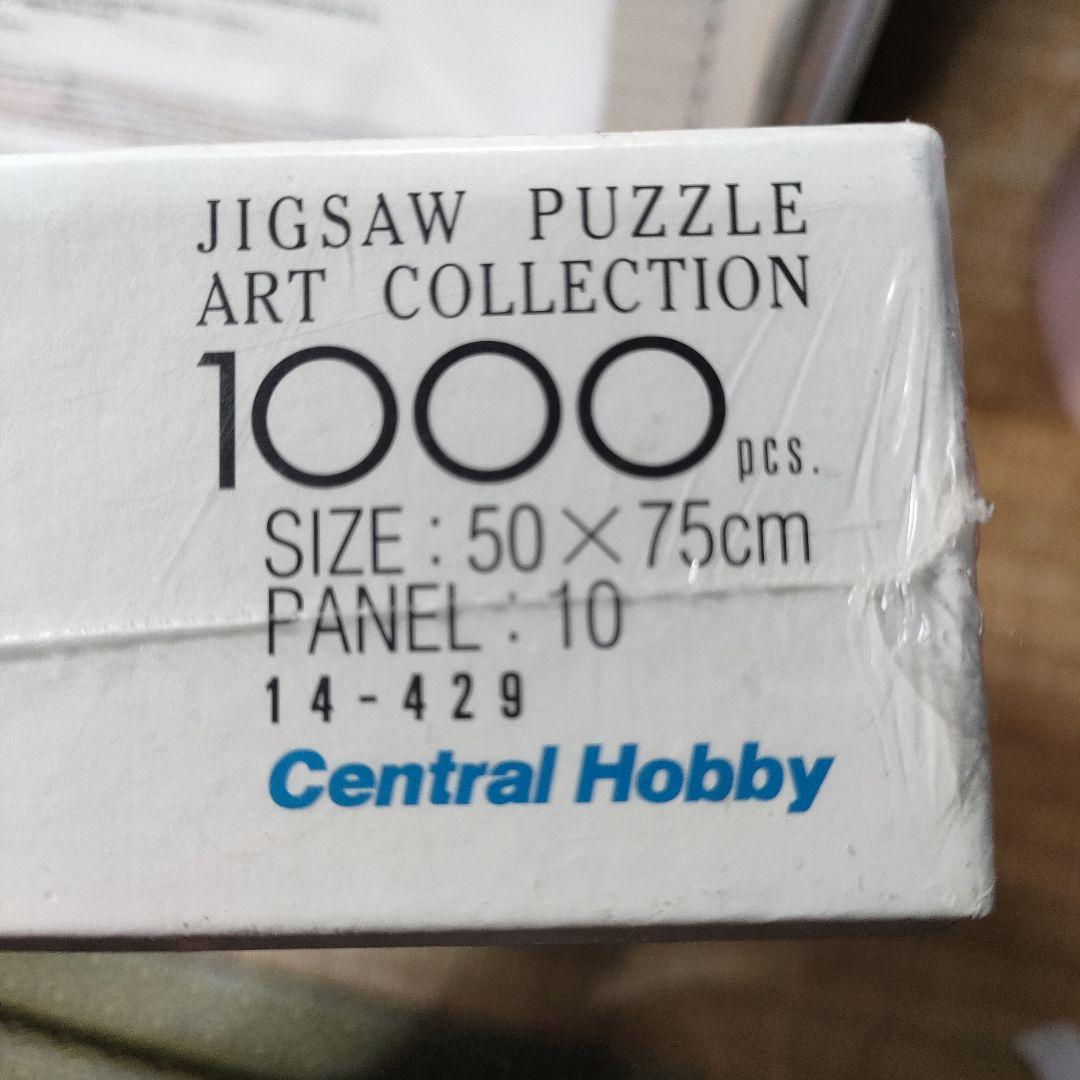 JIGSAW PUZZLE
ART COLLECTION
1000 pcs.
SIZE : 50×75cm
PANEL : 10
14-429
Central Hobby